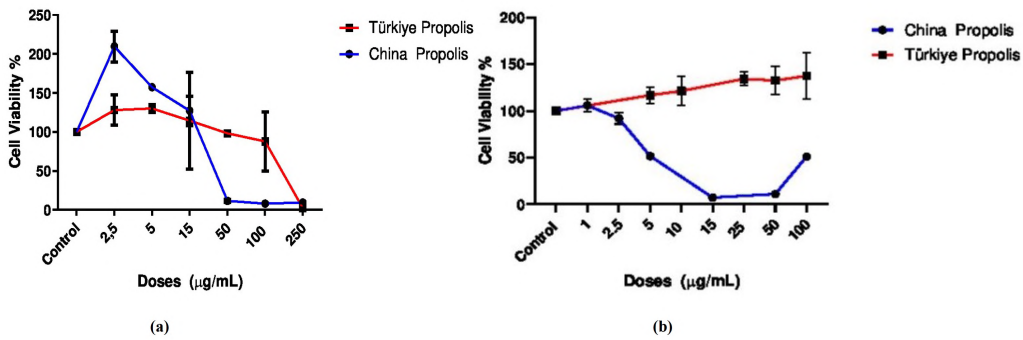 250
200
150
100
50
0
Cell Viability %
Türkiye Propolis
China Propolis
Control
2,5
5
15
50
100
250
Doses (µg/mL)
(a)
200
150
100
50
0
Cell Viability %
China Propolis
Türkiye Propolis
Control
1
2.5
5
10
15
25
50
100
Doses (µg/mL)
(b)